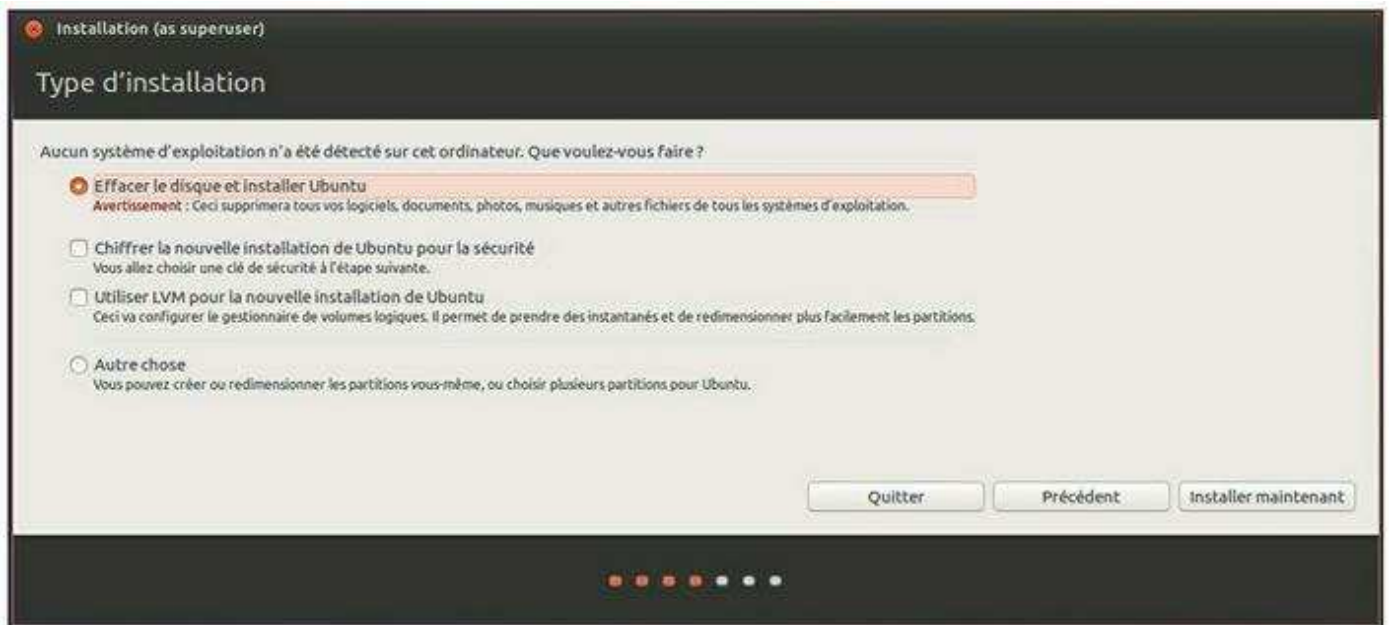 Installation (as superuser)
Type d'installation
Aucun système d'exploitation n'a été détecté sur cet ordinateur. Que voulez-vous faire ?
Effacer le disque et installer Ubuntu
Avertissement : Ceci supprimera tous vos logiciels, documents, photos, musiques et autres fichiers de tous les systèmes d'exploitation.
Chiffrer la nouvelle installation de Ubuntu pour la sécurité
Vous allez choisir une clé de sécurité à l'étape suivante.
Utiliser LVM pour la nouvelle installation de Ubuntu
Ceci va configurer le gestionnaire de volumes logiques. Il permet de prendre des instantanés et de redimensionner plus facilement les partitions.
Autre chose
Vous pouvez créer ou redimensionner les partitions vous-même, ou choisir plusieurs partitions pour Ubuntu.
Quitter Précédent Installer maintenant